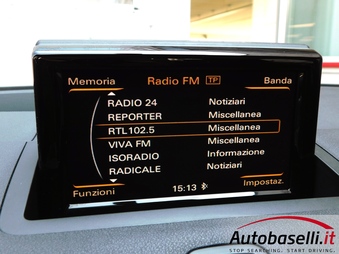 Memoria Radio FM TP Banda
RADIO 24 Notiziari
REPORTER Miscellanea
RTL102.5 Miscellanea
VIVA FM Miscellanea
ISORADIO Informazione
RADICALE Notiziari
Funzioni 15:13 Impostaz.
Autobaselli.it
STOP SEARCHING. START DRIVING.